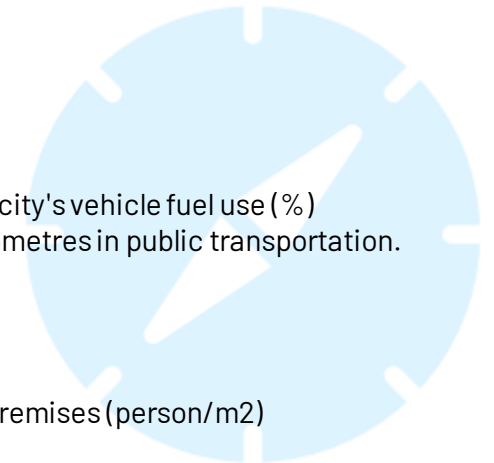 city's vehicle fuel use (%)
metres in public transportation.
remises (person/m2)